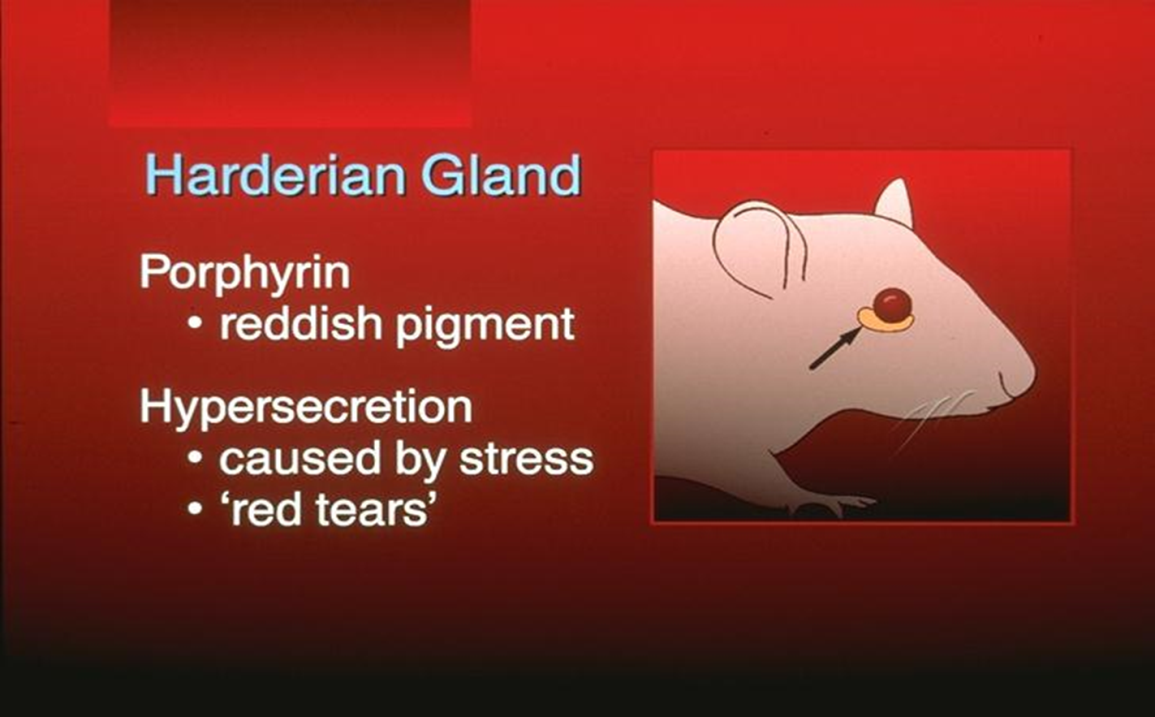 Harderian Gland
Porphyrin
• reddish pigment
Hypersecretion
• caused by stress
• ‘red tears’